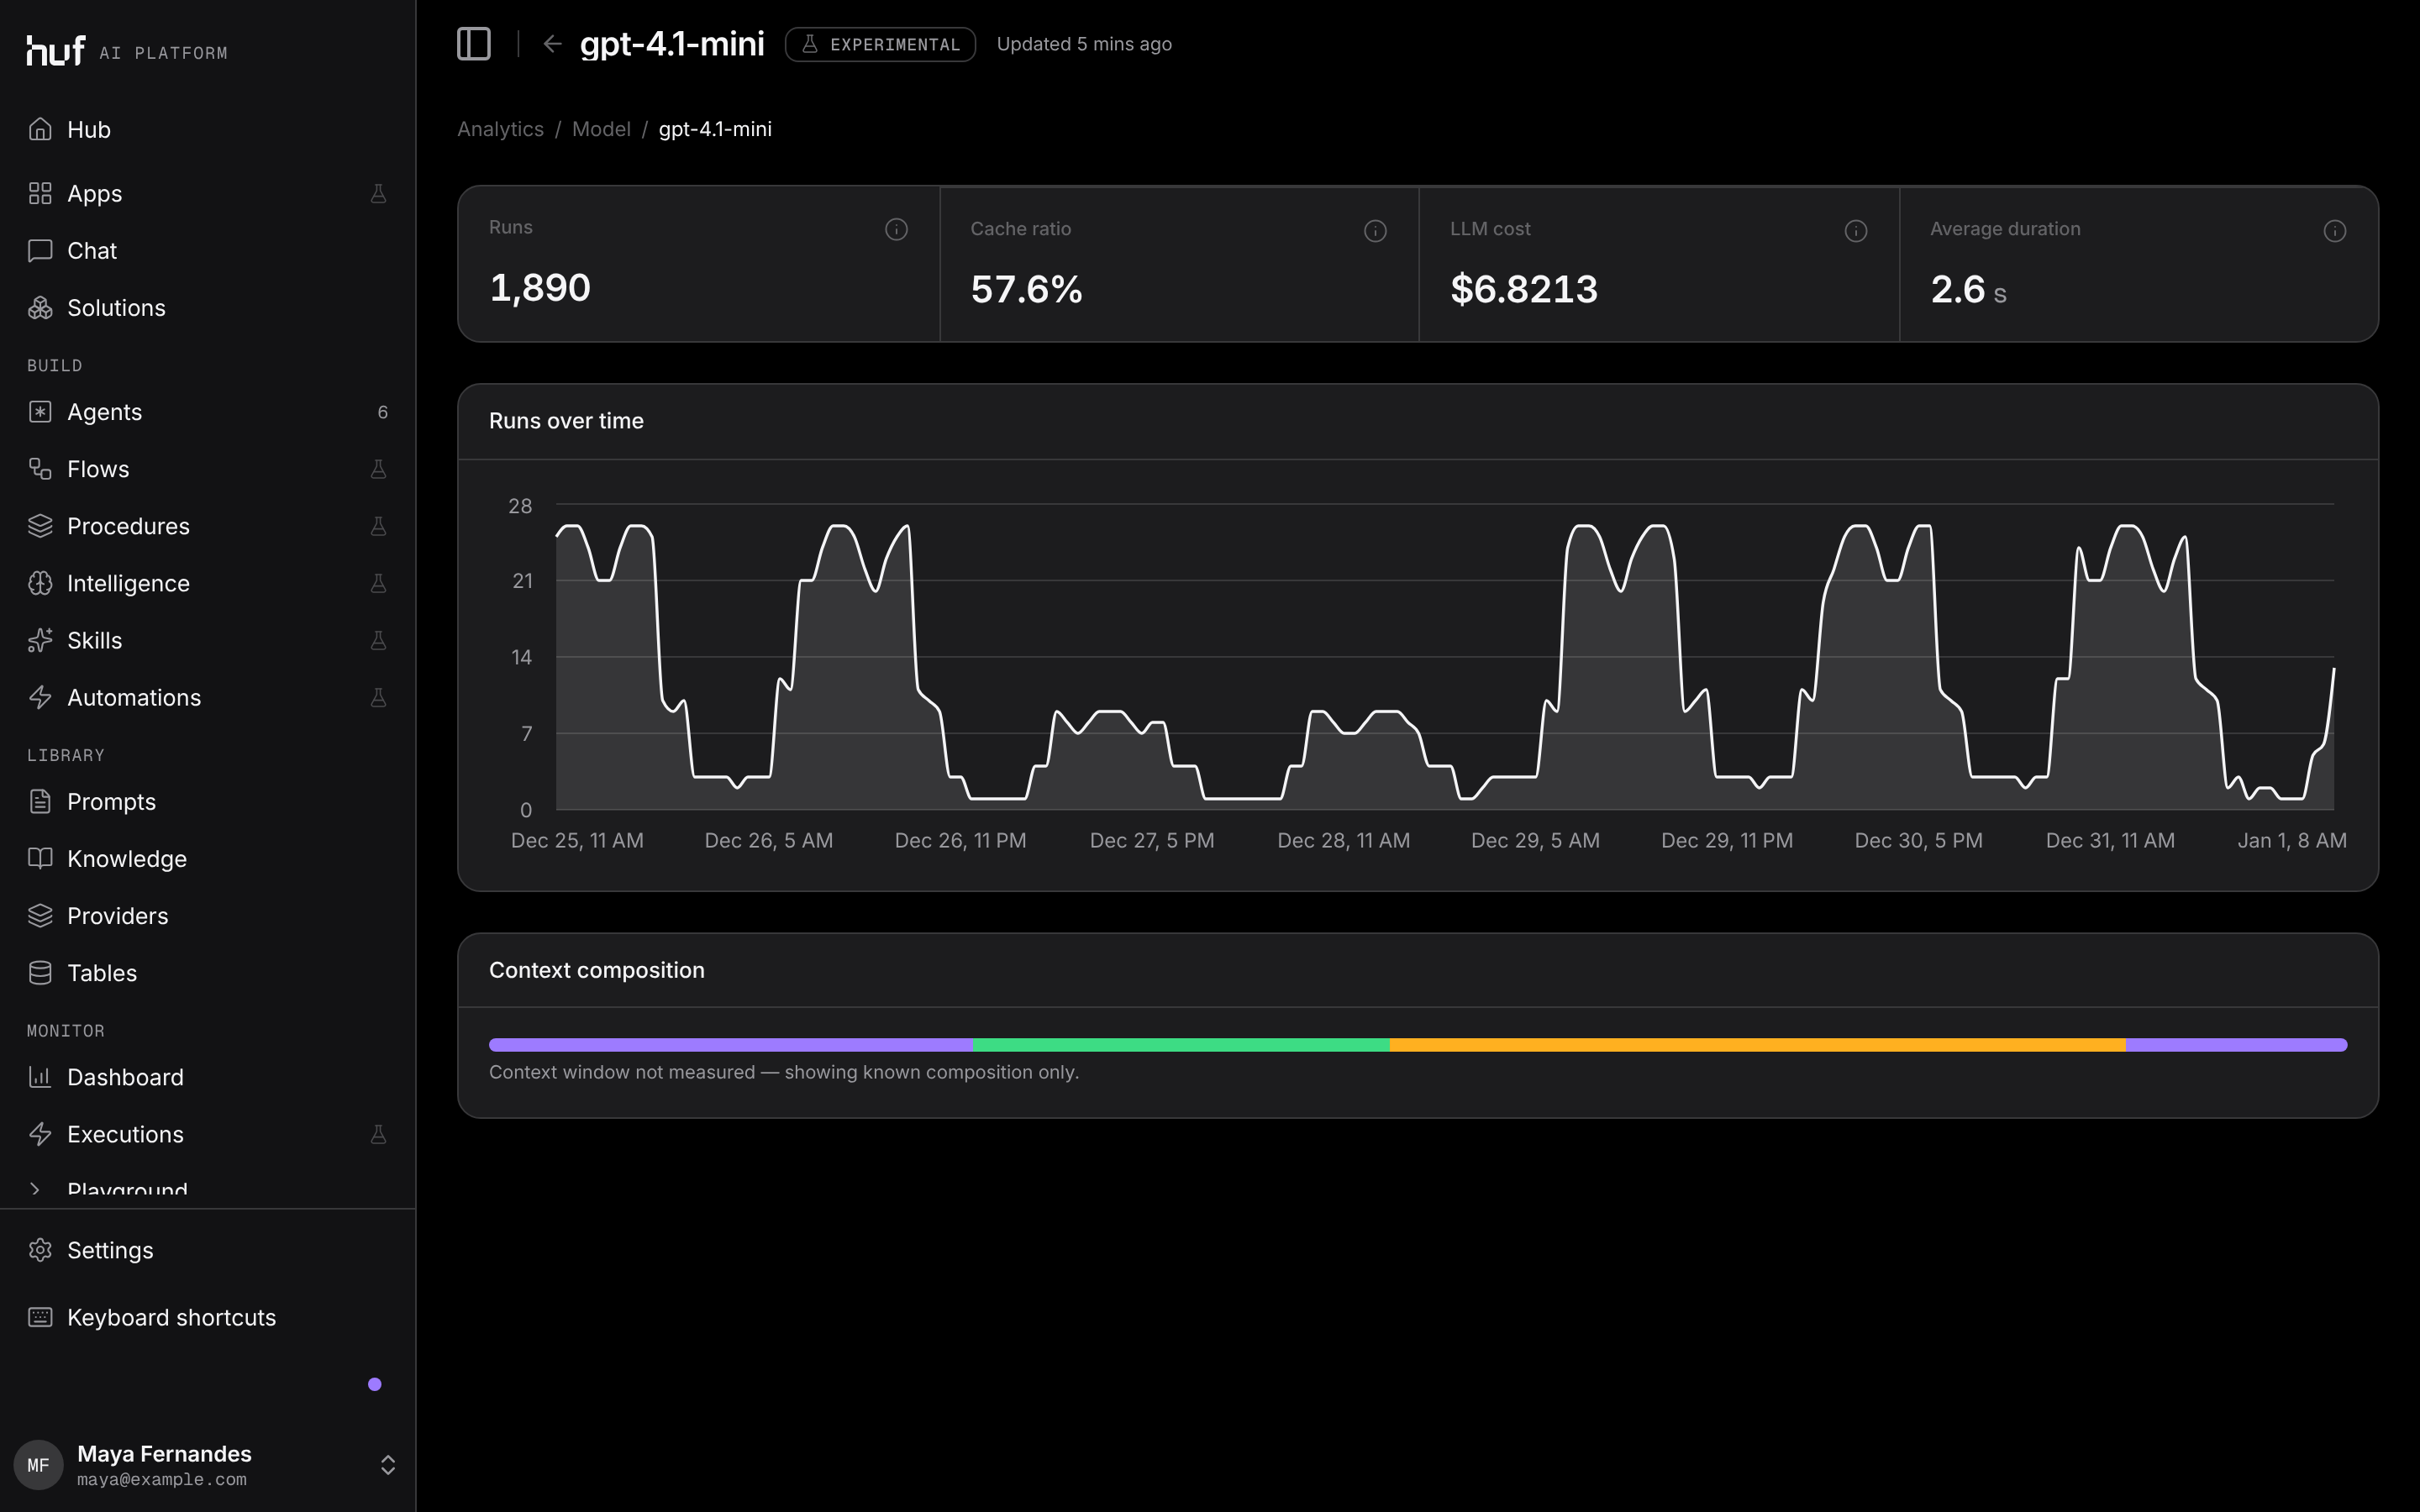 huf AI PLATFORM
Hub
Apps
Chat
Solutions
BUILD
Agents 6
Flows
Procedures
Intelligence
Skills
Automations
LIBRARY
Prompts
Knowledge
Providers
Tables
MONITOR
Dashboard
Executions
Playground
Settings
Keyboard shortcuts
MF
Maya Fernandes
maya@example.com
gpt-4.1-mini EXPERIMENTAL Updated 5 mins ago
Analytics / Model / gpt-4.1-mini
Runs
1,890
Cache ratio
57.6%
LLM cost
$6.8213
Average duration
2.6 s
Runs over time
28
21
14
7
0
Dec 25, 11 AM Dec 26, 5 AM Dec 26, 11 PM Dec 27, 5 PM Dec 28, 11 AM Dec 29, 5 AM Dec 29, 11 PM Dec 30, 5 PM Dec 31, 11 AM Jan 1, 8 AM
Context composition
Context window not measured — showing known composition only.